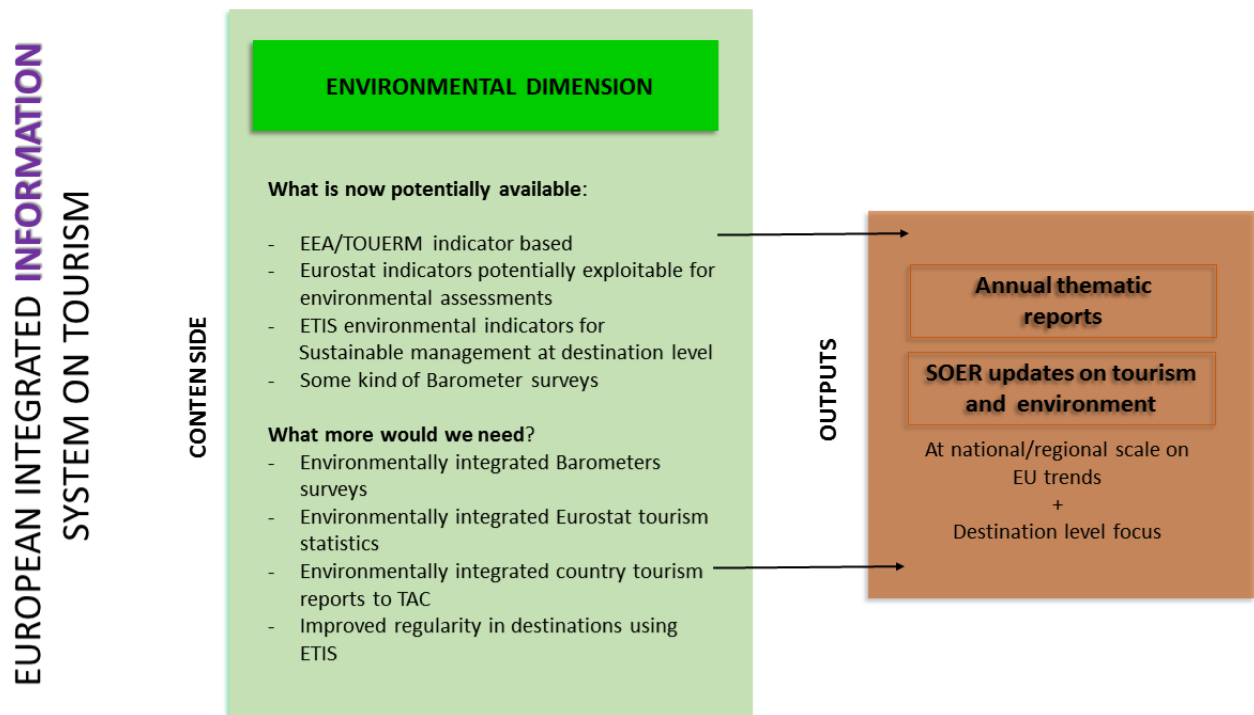 EUROPEAN INTEGRATED INFORMATION
SYSTEM ON TOURISM
CONTEN SIDE
ENVIRONMENTAL DIMENSION
What is now potentially available:
- EEA/TOUERM indicator based
- Eurostat indicators potentially exploitable for
environmental assessments
- ETIS environmental indicators for
Sustainable management at destination level
- Some kind of Barometer surveys
What more would we need?
- Environmentally integrated Barometers
surveys
- Environmentally integrated Eurostat tourism
statistics
- Environmentally integrated country tourism
reports to TAC
- Improved regularity in destinations using
ETIS
OUTPUTS
Annual thematic
reports
SOER updates on tourism
and environment
At national/regional scale on
EU trends
+
Destination level focus